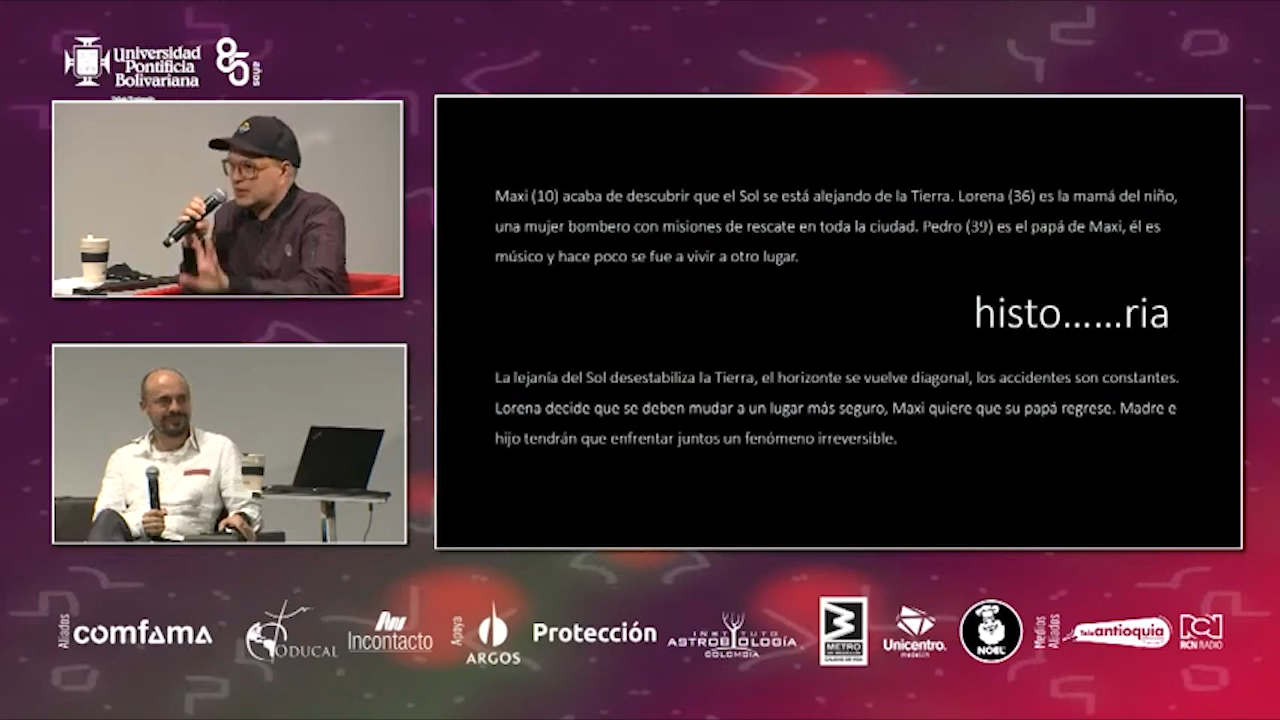 Universidad
Pontificia
Bolivariana
85
años
Maxi (10) acaba de descubrir que el Sol se está alejando de la Tierra. Lorena (36) es la mamá del niño,
una mujer bombero con misiones de rescate en toda la ciudad. Pedro (39) es el papá de Maxi, él es
músico y hace poco se fue a vivir a otro lugar.
histo......ria
La lejanía del Sol desestabiliza la Tierra, el horizonte se vuelve diagonal, los accidentes son constantes.
Lorena decide que se deben mudar a un lugar más seguro, Maxi quiere que su papá regrese. Madre e
hijo tendrán que enfrentar juntos un fenómeno irreversible.
Aliados
comfama
ODUCAL
Incontacto
Apoya
ARGOS
Protección
INSTITUTO
ASTROBIOLOGÍA
COLOMBIA
METRO
CALIDAD DE VIDA
Unicentro.
medellín
NOEL
Medios
Aliados
Teleantioquia
RCN
RCN RADIO